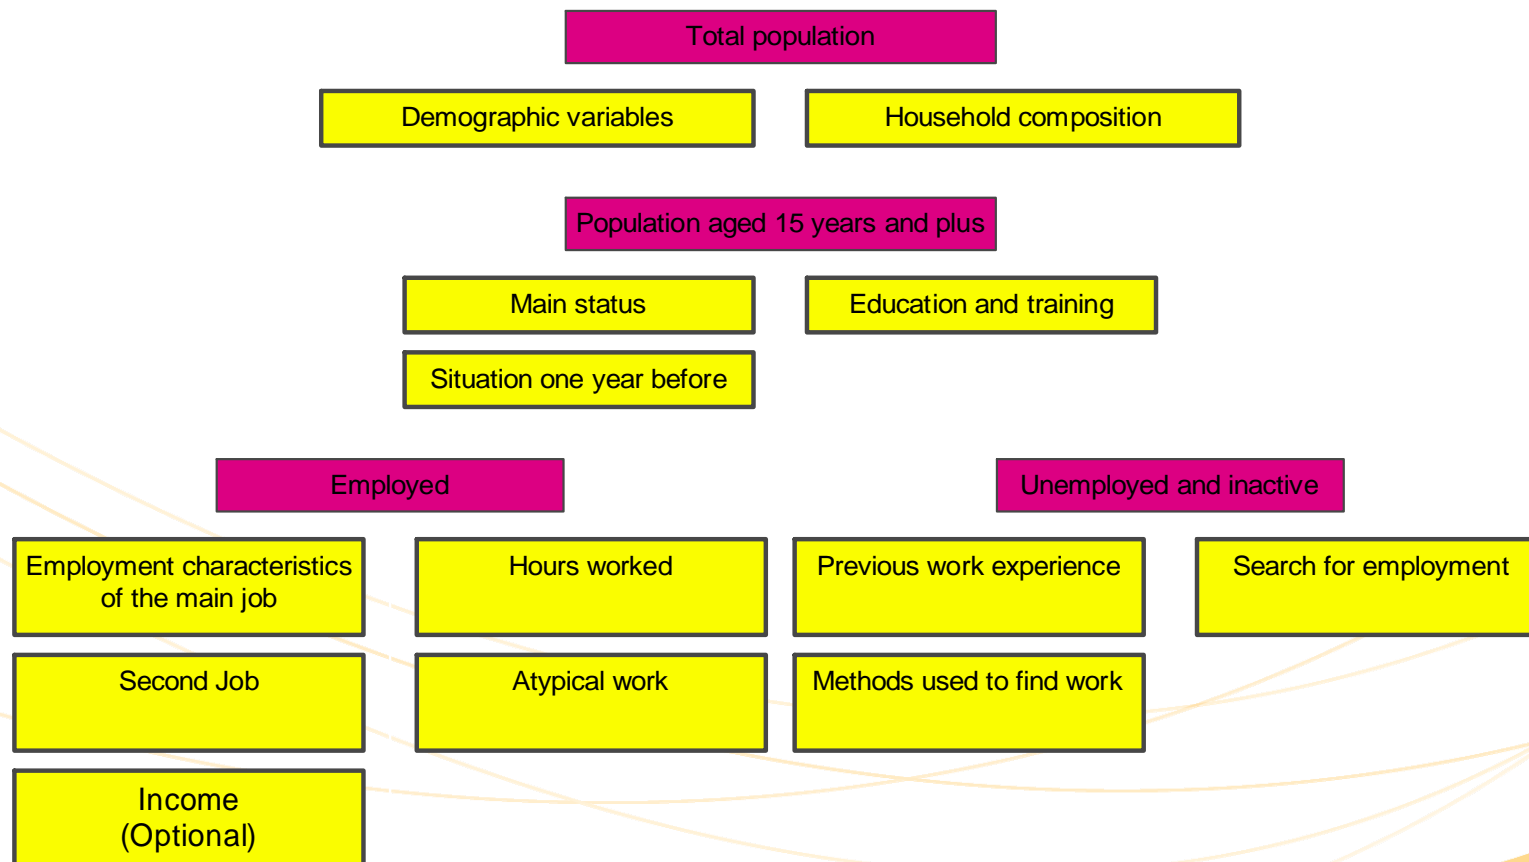 Total population
Demographic variables
Household composition
Population aged 15 years and plus
Main status
Education and training
Situation one year before
Employed
Unemployed and inactive
Employment characteristics
of the main job
Hours worked
Previous work experience
Search for employment
Second Job
Atypical work
Methods used to find work
Income
(Optional)